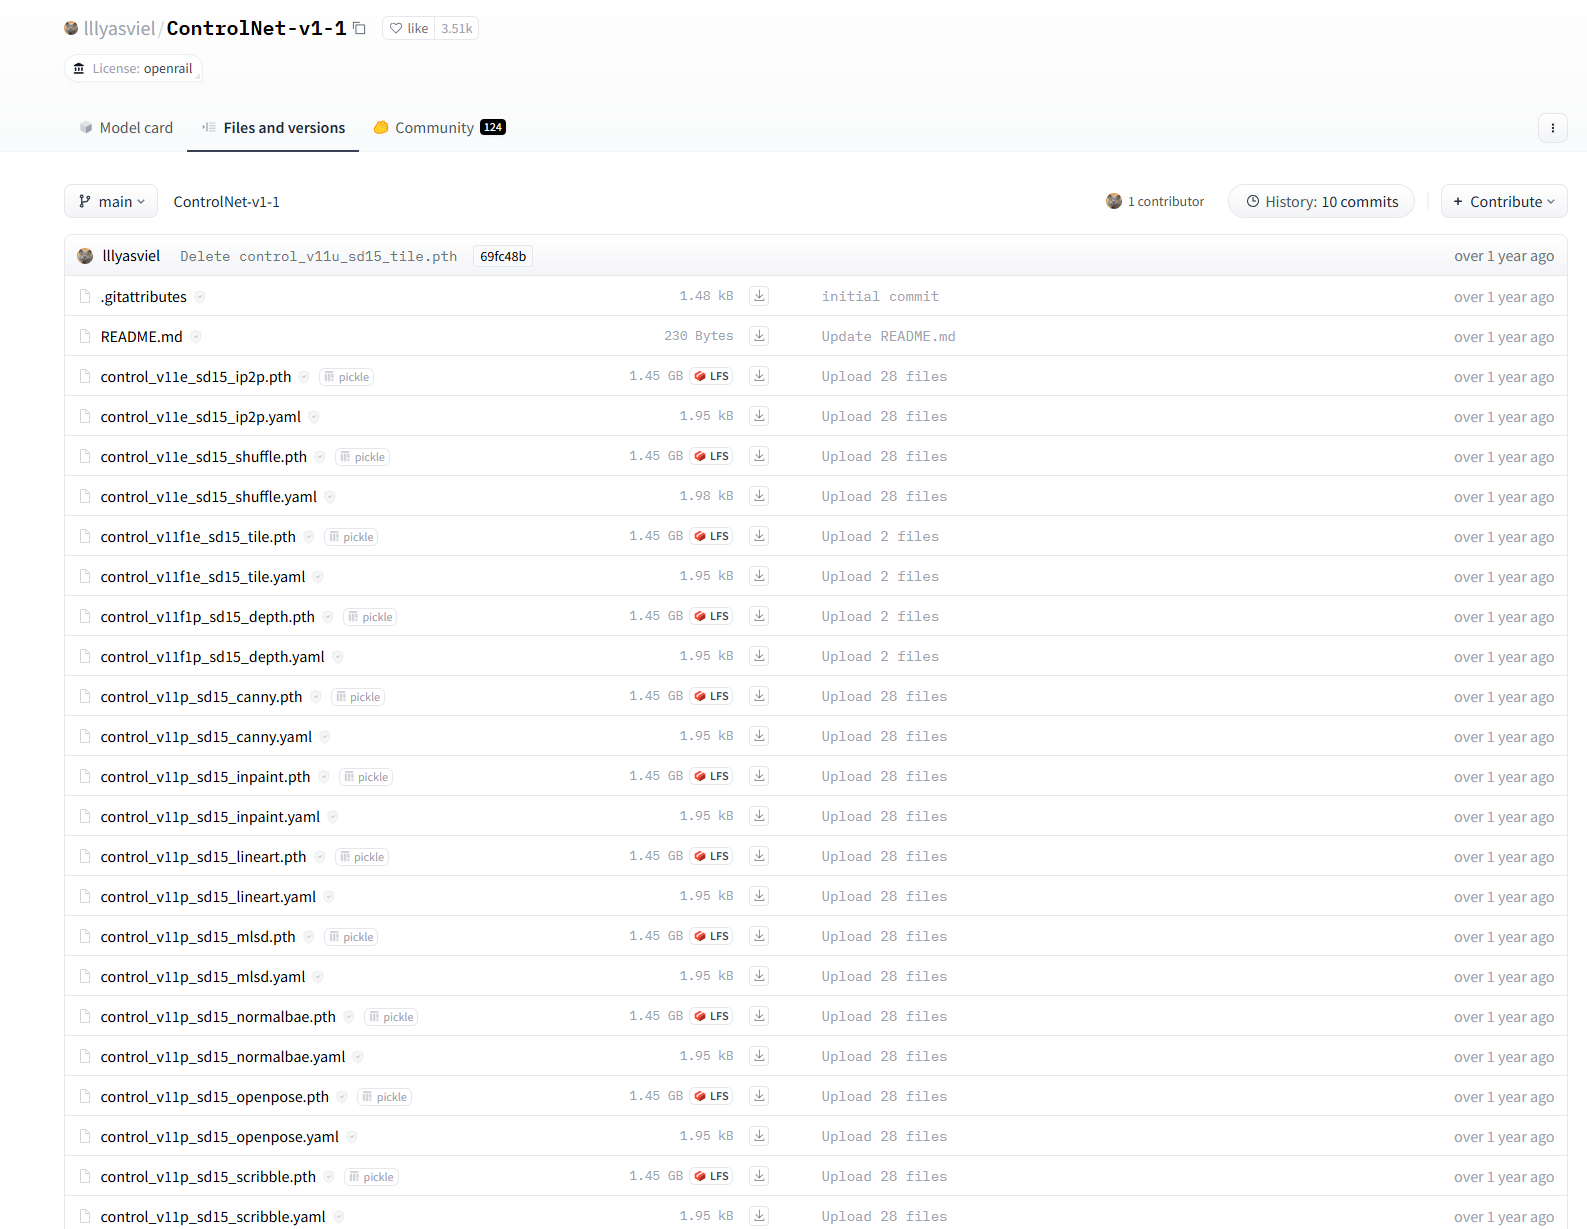 lllyasviel/ControlNet-v1-1 like 3.51k
License: openrail
Model card Files and versions Community 124
main ControlNet-v1-1 1 contributor History: 10 commits + Contribute
lllyasviel Delete control_v11u_sd15_tile.pth 69fc48b over 1 year ago
.gitattributes 1.48 kB initial commit over 1 year ago
README.md 230 Bytes Update README.md over 1 year ago
control_v11e_sd15_ip2p.pth pickle 1.45 GB LFS Upload 28 files over 1 year ago
control_v11e_sd15_ip2p.yaml 1.95 kB Upload 28 files over 1 year ago
control_v11e_sd15_shuffle.pth pickle 1.45 GB LFS Upload 28 files over 1 year ago
control_v11e_sd15_shuffle.yaml 1.98 kB Upload 28 files over 1 year ago
control_v11f1e_sd15_tile.pth pickle 1.45 GB LFS Upload 2 files over 1 year ago
control_v11f1e_sd15_tile.yaml 1.95 kB Upload 2 files over 1 year ago
control_v11f1p_sd15_depth.pth pickle 1.45 GB LFS Upload 2 files over 1 year ago
control_v11f1p_sd15_depth.yaml 1.95 kB Upload 2 files over 1 year ago
control_v11p_sd15_canny.pth pickle 1.45 GB LFS Upload 28 files over 1 year ago
control_v11p_sd15_canny.yaml 1.95 kB Upload 28 files over 1 year ago
control_v11p_sd15_inpaint.pth pickle 1.45 GB LFS Upload 28 files over 1 year ago
control_v11p_sd15_inpaint.yaml 1.95 kB Upload 28 files over 1 year ago
control_v11p_sd15_lineart.pth pickle 1.45 GB LFS Upload 28 files over 1 year ago
control_v11p_sd15_lineart.yaml 1.95 kB Upload 28 files over 1 year ago
control_v11p_sd15_mlsd.pth pickle 1.45 GB LFS Upload 28 files over 1 year ago
control_v11p_sd15_mlsd.yaml 1.95 kB Upload 28 files over 1 year ago
control_v11p_sd15_normalbae.pth pickle 1.45 GB LFS Upload 28 files over 1 year ago
control_v11p_sd15_normalbae.yaml 1.95 kB Upload 28 files over 1 year ago
control_v11p_sd15_openpose.pth pickle 1.45 GB LFS Upload 28 files over 1 year ago
control_v11p_sd15_openpose.yaml 1.95 kB Upload 28 files over 1 year ago
control_v11p_sd15_scribble.pth pickle 1.45 GB LFS Upload 28 files over 1 year ago
control_v11p_sd15_scribble.yaml 1.95 kB Upload 28 files over 1 year ago